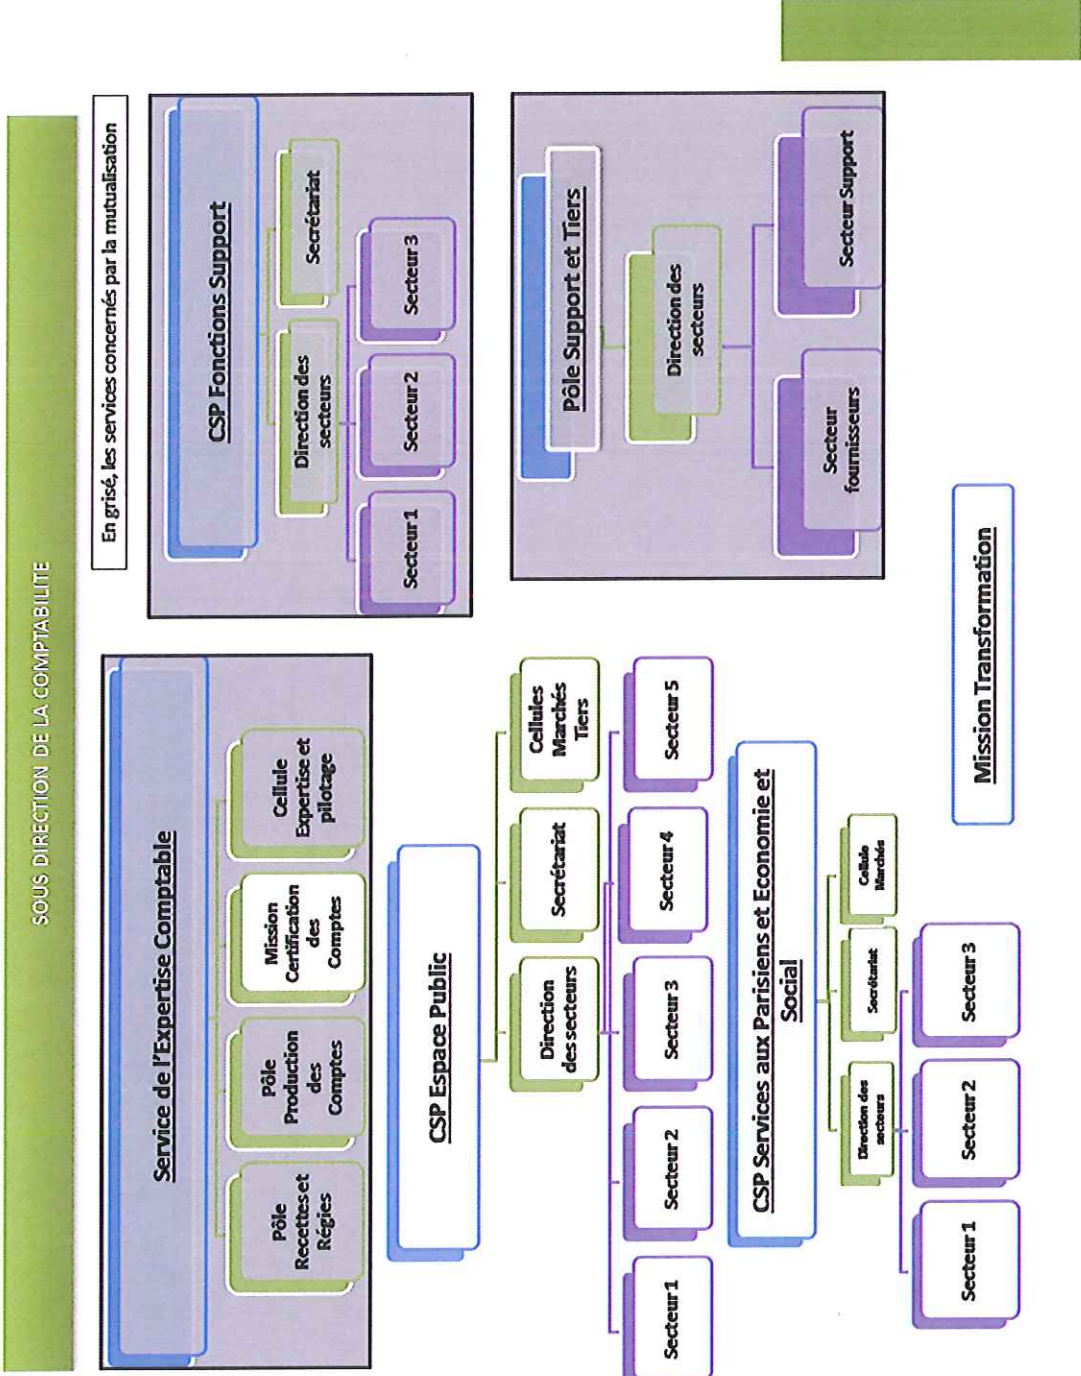 SOUS DIRECTION DE LA COMPTABILITE
En grisé, les services concernés par la mutualisation
Service de l'Expertise Comptable
Pôle
Recettes et
Régies
Pôle
Production
des
Comptes
Mission
Certification
des
Comptes
Cellule
Expertise et
pilotage
CSP Fonctions Support
Direction des
secteurs
Secrétariat
Secteur 1
Secteur 2
Secteur 3
CSP Espace Public
Direction
des secteurs
Secrétariat
Cellules
Marchés
Tiers
Secteur 1
Secteur 2
Secteur 3
Secteur 4
Secteur 5
Pôle Support et Tiers
Direction des
secteurs
Secteur
fournisseurs
Secteur Support
CSP Services aux Parisiens et Economie et
Social
Direction des
secteurs
Secrétariat
Cellule
Marchés
Secteur 1
Secteur 2
Secteur 3
Mission Transformation